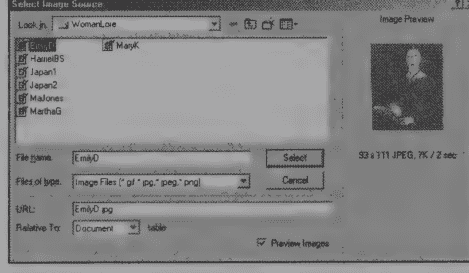 Select Image Source
Look in: WomanLore
Image Preview
EmilyD
MaryK
HarrietBS
Japan1
Japan2
MaJones
MarthaG
File name: EmilyD Select
93 x 111 JPEG, 7K / 2 sec
Files of type: Image Files (*.gif *.jpg,*.jpeg,*.png) Cancel
URL: EmilyD.jpg
Relative To: Document table
Preview Images